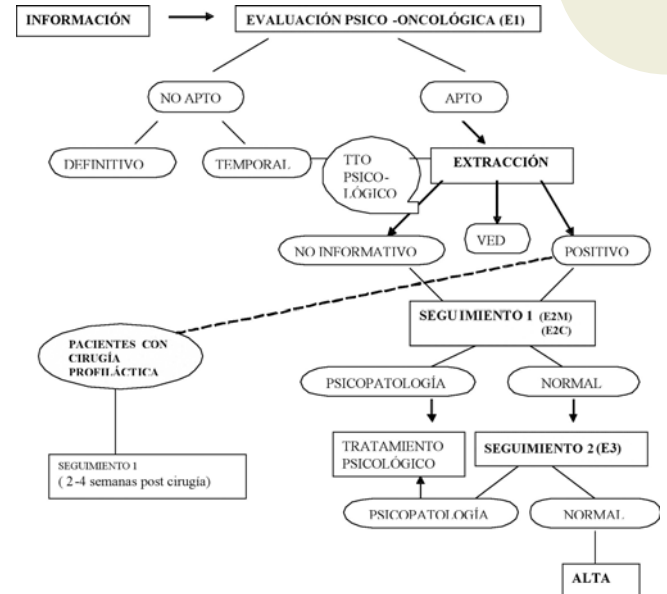 INFORMACIÓN
EVALUACIÓN PSICO -ONCOLÓGICA (E1)
NO APTO
APTO
DEFINITIVO
TEMPORAL
TTO
PSICO-
LÓGICO
EXTRACCIÓN
NO INFORMATIVO
VED
POSITIVO
SEGUIMIENTO 1 (E2M)
(E2C)
PACIENTES CON
CIRUGÍA
PROFILÁCTICA
PSICOPATOLOGÍA
NORMAL
TRATAMIENTO
PSICOLÓGICO
SEGUIMIENTO 2 (E3)
SEGUIMIENTO 1
( 2-4 semanas post cirugía)
PSICOPATOLOGÍA
NORMAL
ALTA